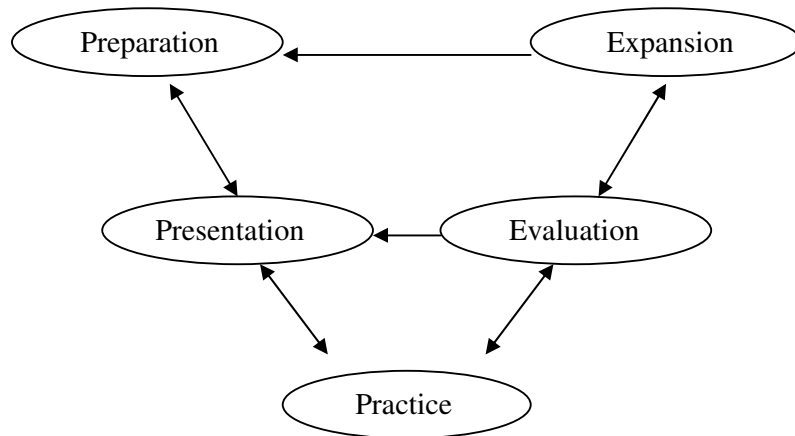 Preparation
Expansion
Presentation
Evaluation
Practice